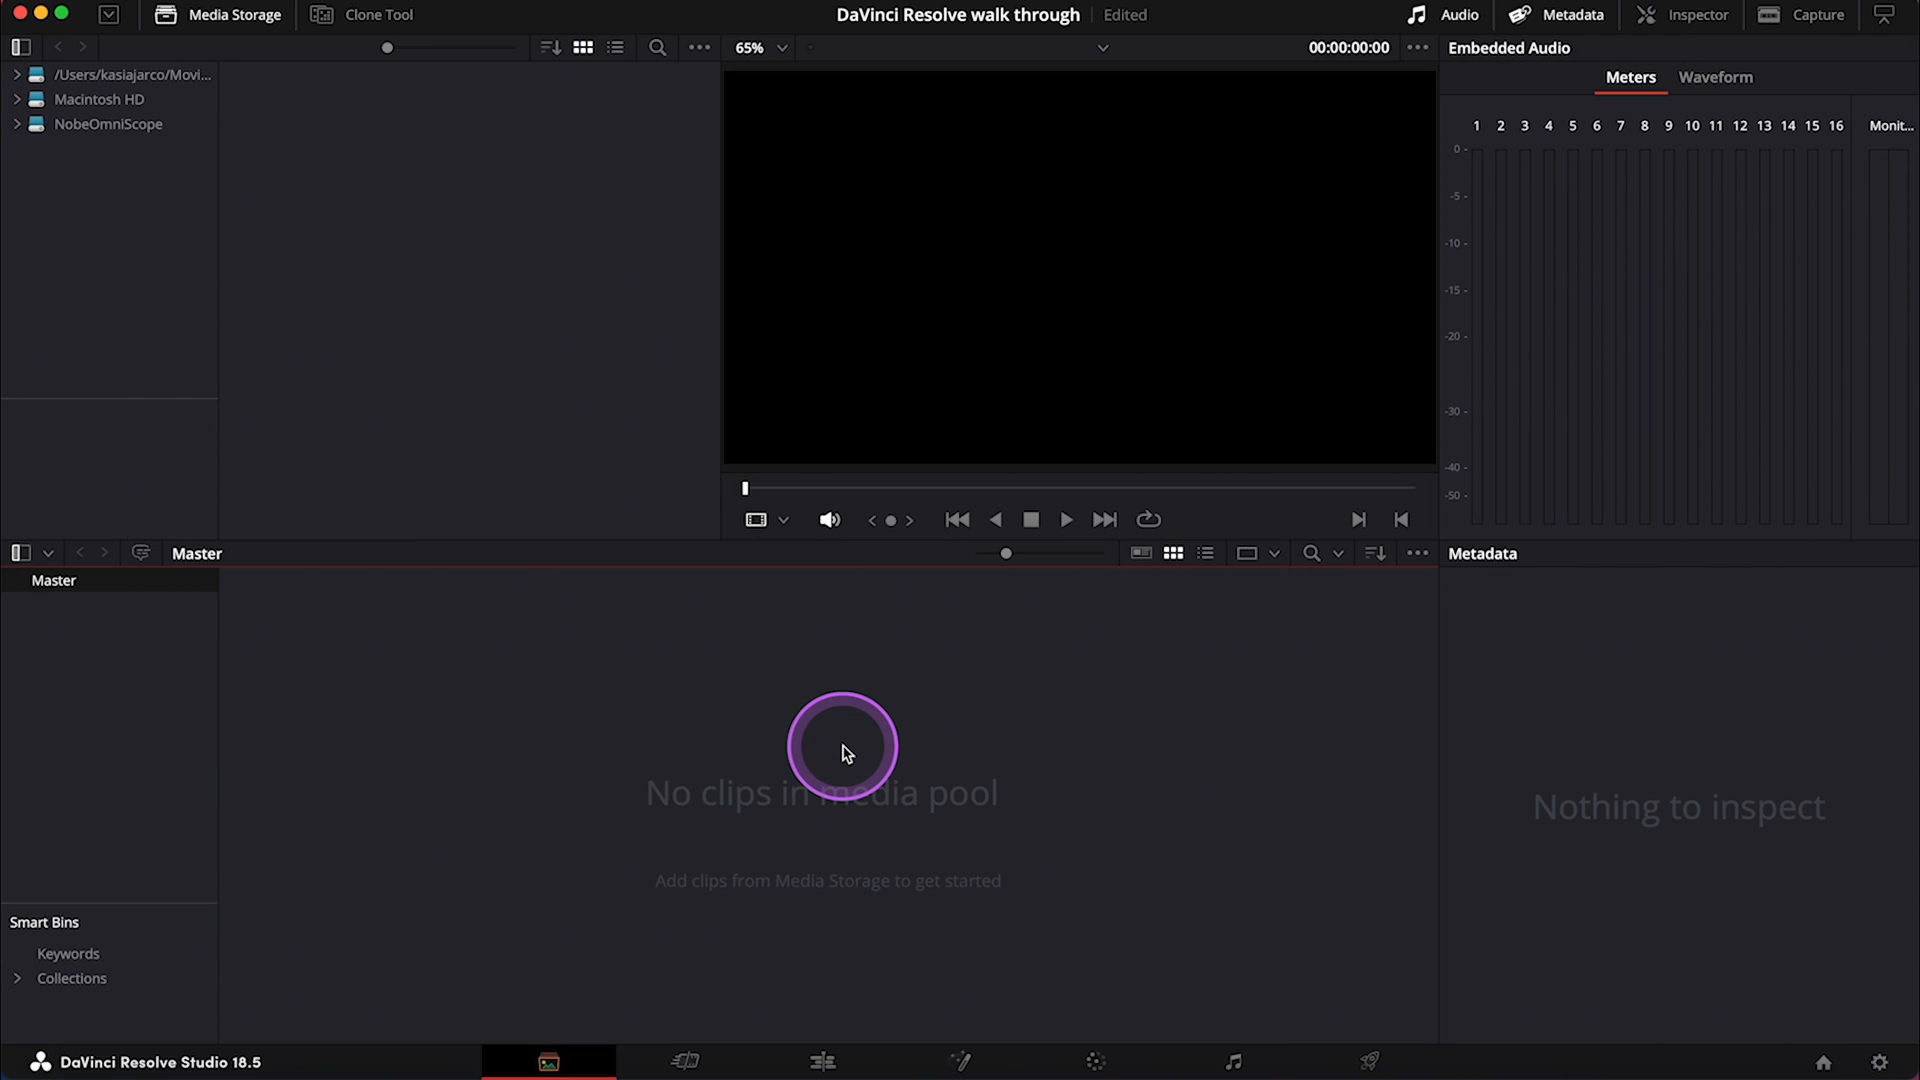 Media Storage
Clone Tool
DaVinci Resolve walk through
Edited
Audio
Metadata
Inspector
Capture
65%
00:00:00:00
Embedded Audio
/Users/kasiajarco/Movi...
Macintosh HD
NobeOmniScope
Meters
Waveform
1 2 3 4 5 6 7 8 9 10 11 12 13 14 15 16
Monit...
0 -
-5 -
-10 -
-15 -
-20 -
-30 -
-40 -
-50 -
Master
Metadata
Master
No clips in media pool
Nothing to inspect
Add clips from Media Storage to get started
Smart Bins
Keywords
Collections
DaVinci Resolve Studio 18.5